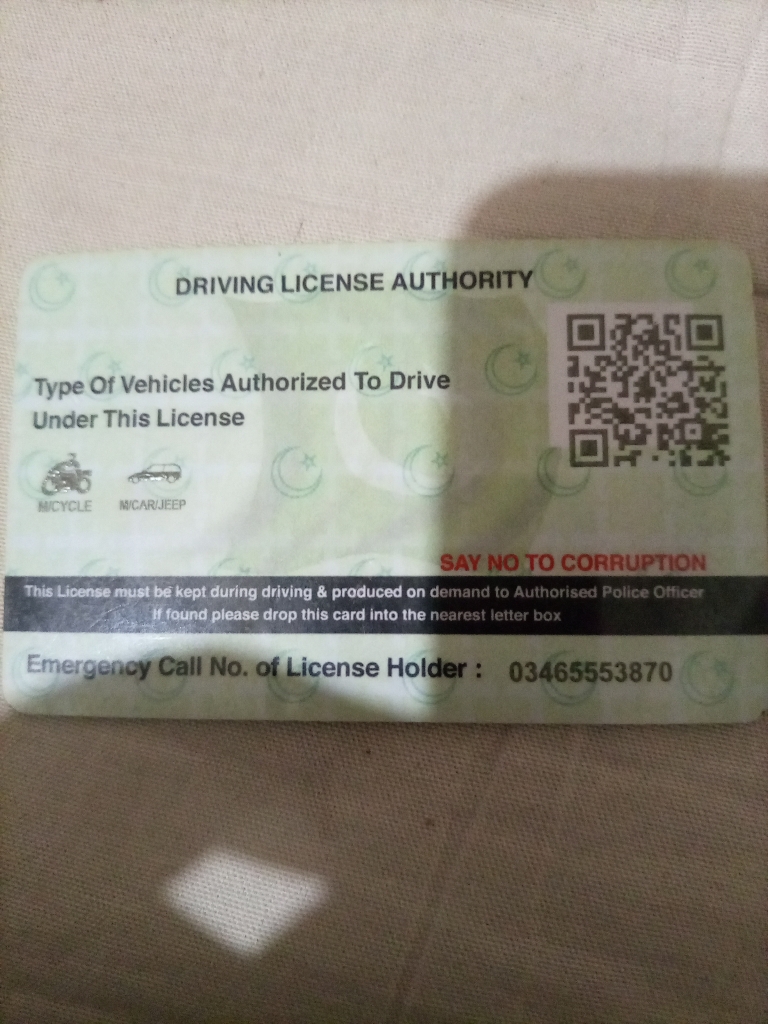 DRIVING LICENSE AUTHORITY
Type Of Vehicles Authorized To Drive
Under This License
M/CYCLE M/CAR/JEEP
SAY NO TO CORRUPTION
This License must be kept during driving & produced on demand to Authorised Police Officer
If found please drop this card into the nearest letter box
Emergency Call No. of License Holder : 03465553870